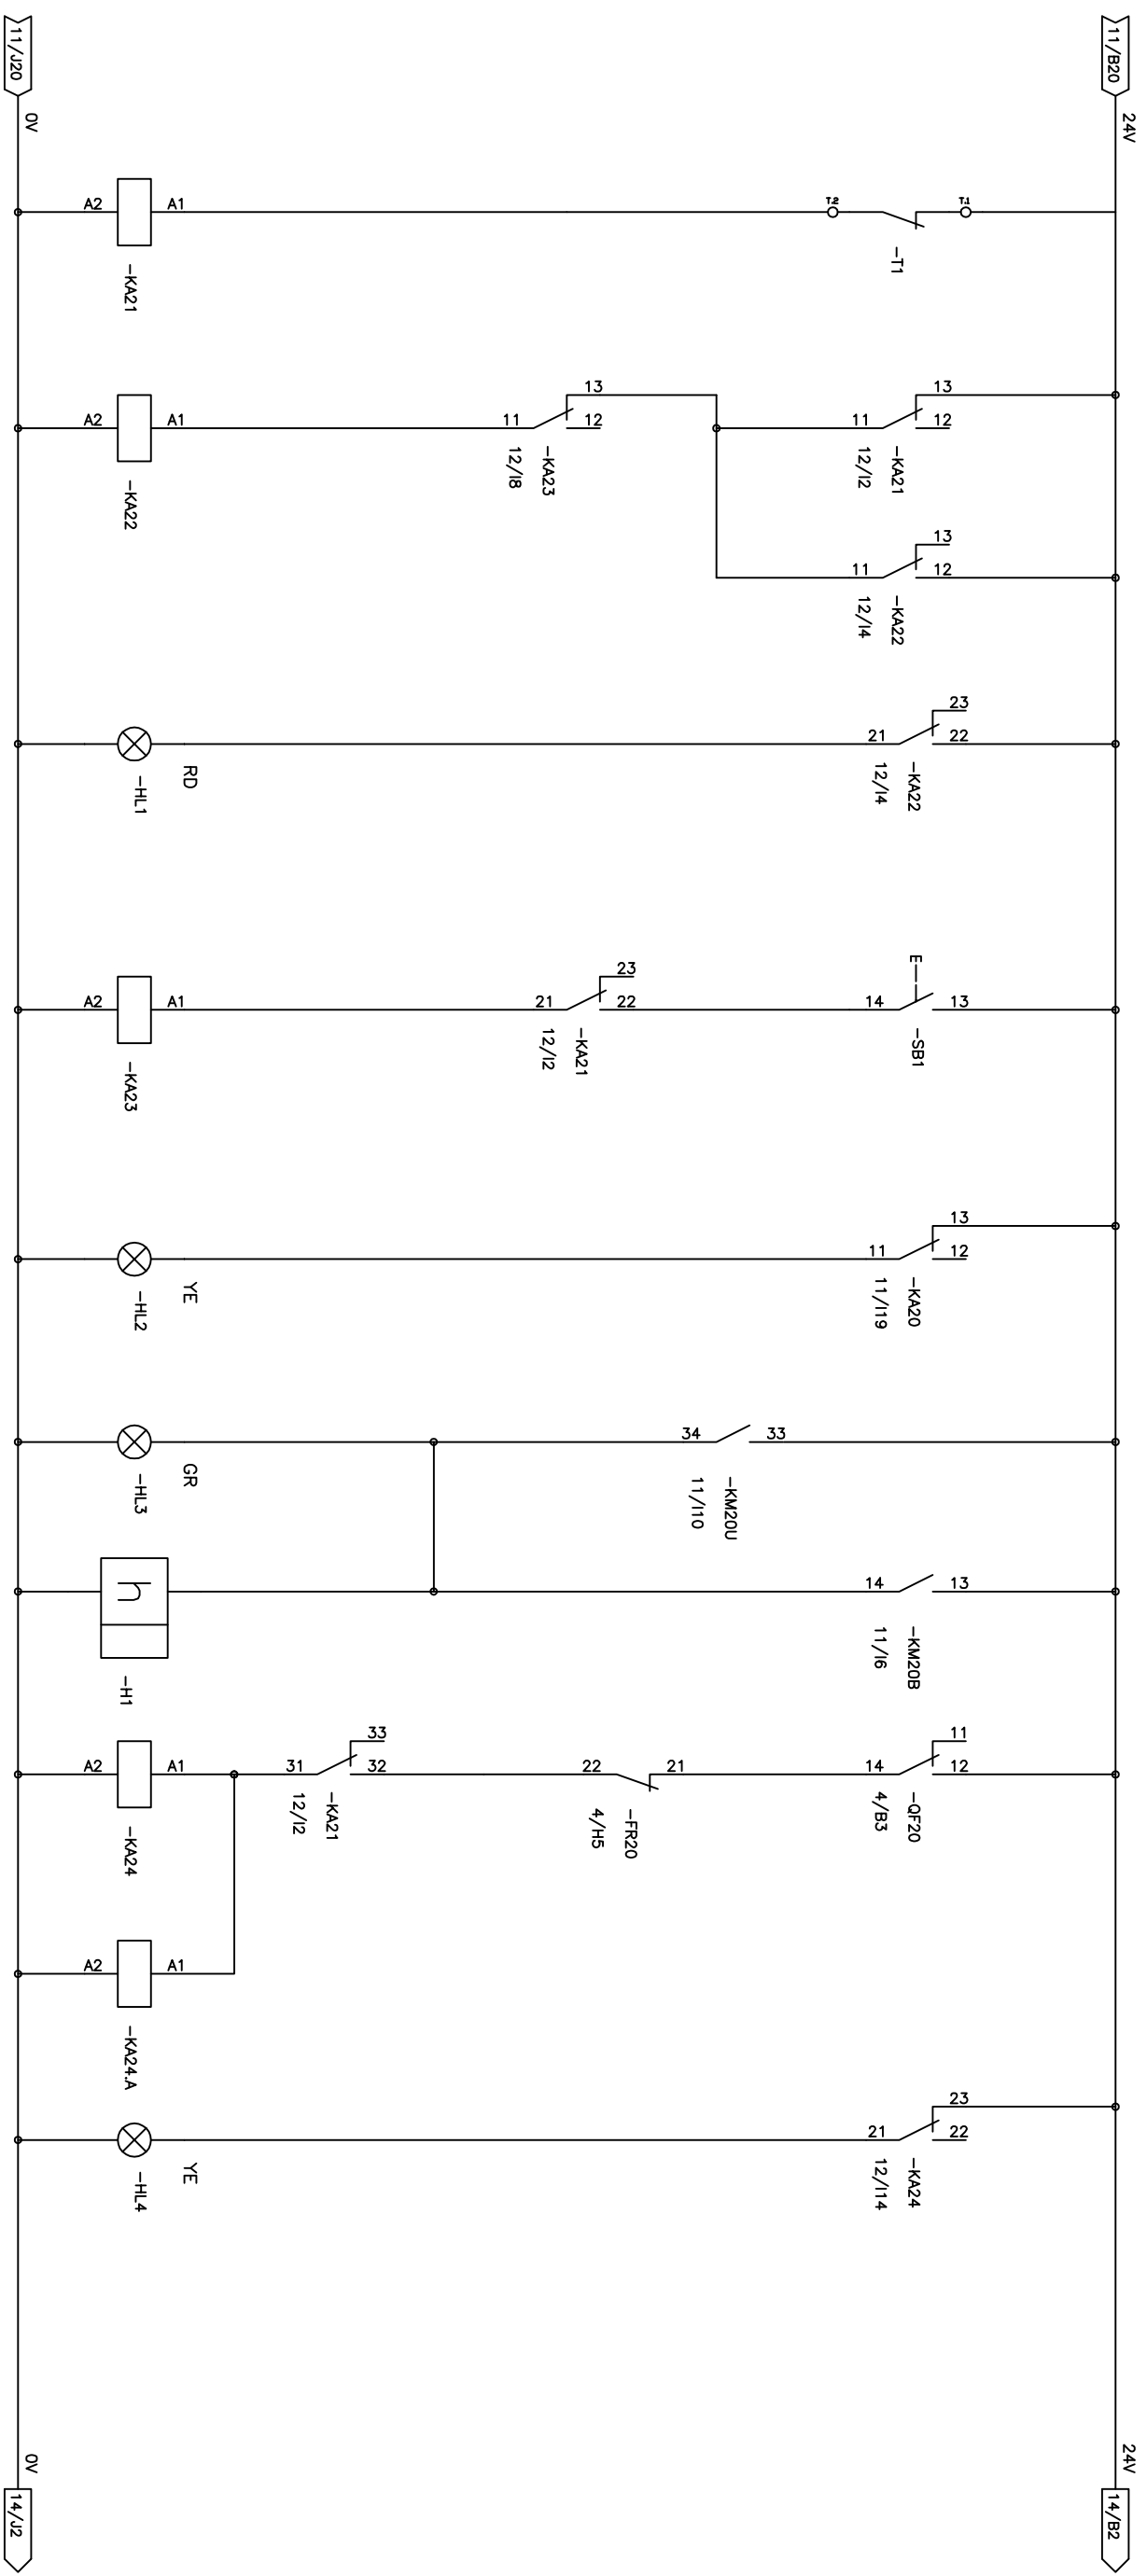 11/J20
11/B20
0V
24V
A2
A1
T.2
T.1
-T1
-KA21
13
13
A2
A1
11
12
11
12
-KA22
-KA23
12/I8
-KA21
12/I2
13
11
12
-KA22
12/I4
23
21
22
RD
-HL1
-KA22
12/I4
E
23
A2
A1
21
22
14
13
-KA23
-KA21
12/I2
-SB1
13
11
12
YE
-HL2
-KA20
11/I19
34
33
GR
-HL3
-KM20U
11/I10
h
14
13
-H1
-KM20B
11/I6
33
11
A2
A1
31
32
22
21
14
12
-KA24
-KA21
12/I2
-FR20
4/H5
-QF20
4/B3
A2
A1
-KA24.A
23
21
22
YE
-HL4
-KA24
12/I14
0V
24V
14/J2
14/B2